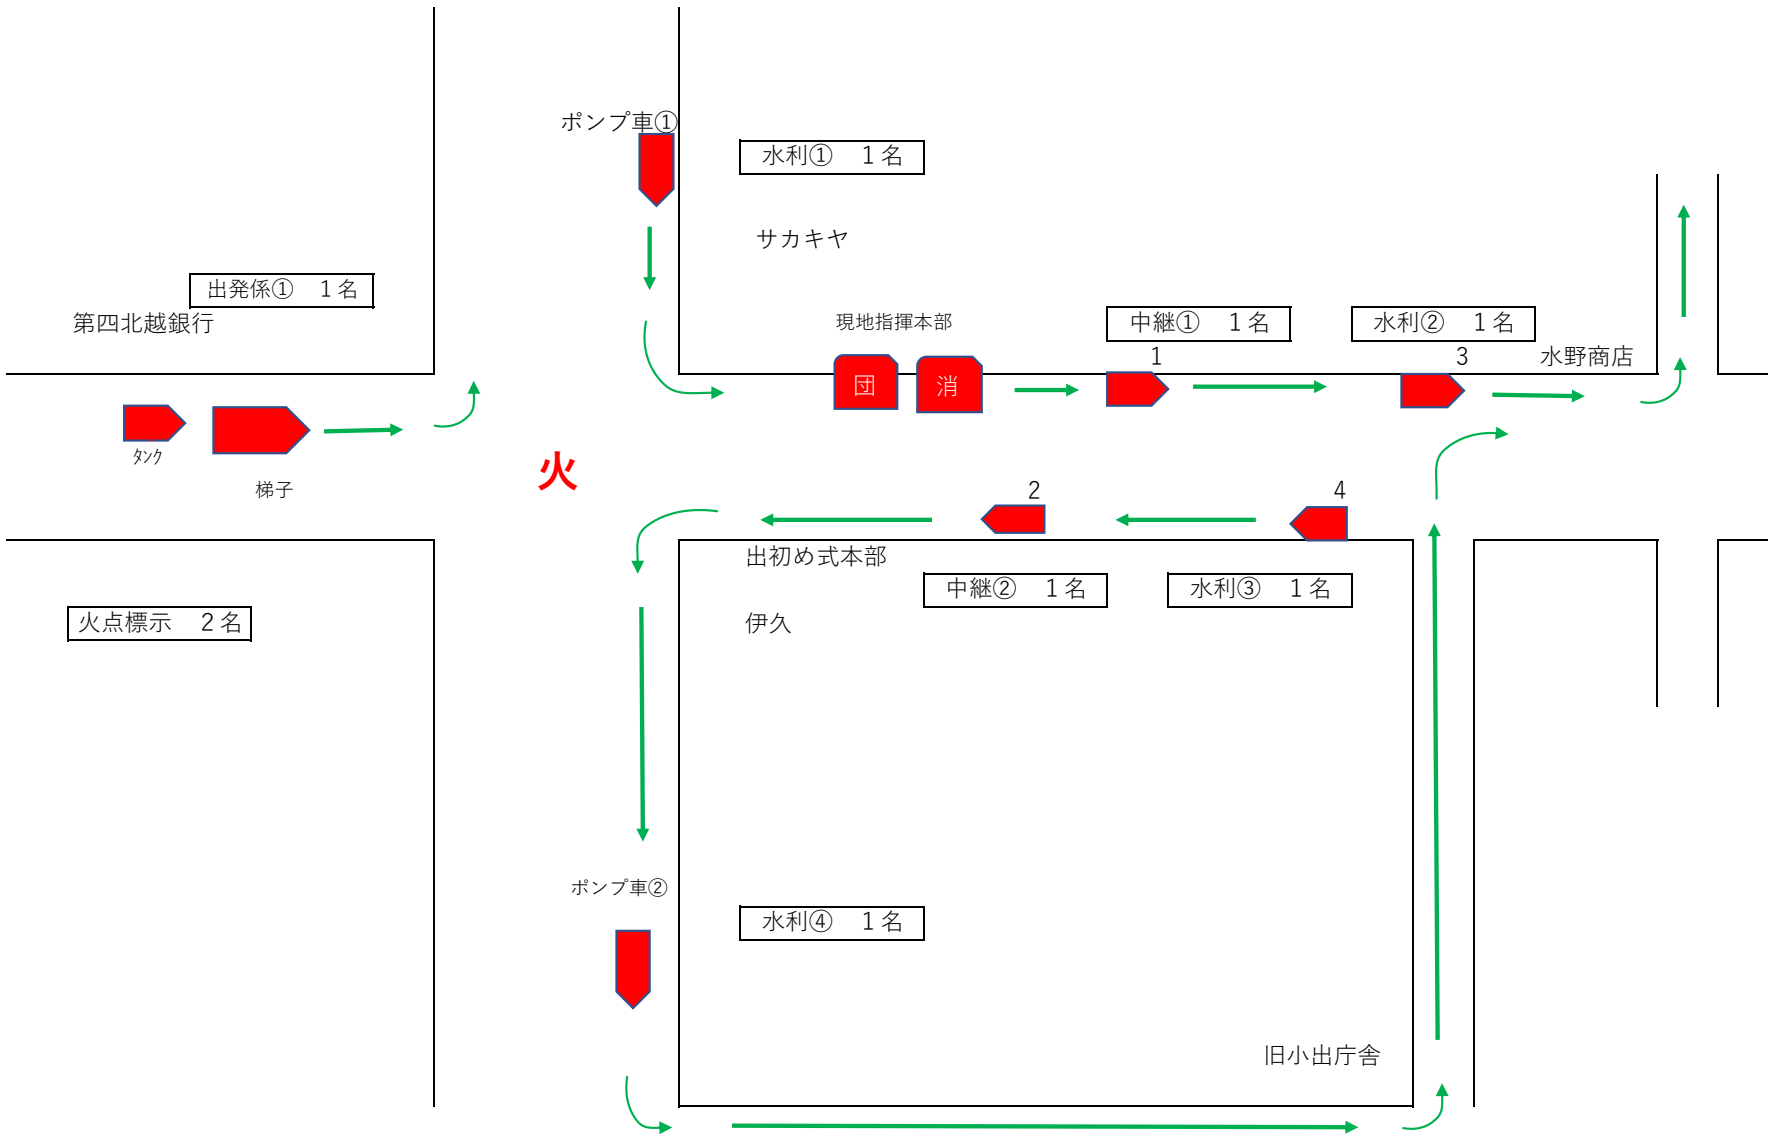 ポンプ車①
水利①　１名
サカキヤ
出発係①　１名
第四北越銀行
現地指揮本部
中継①　１名
水利②　１名
1
3
水野商店
団
消
ﾀﾝｸ
梯子
火
2
4
出初め式本部
中継②　１名
水利③　１名
火点標示　２名
伊久
ポンプ車②
水利④　１名
旧小出庁舎